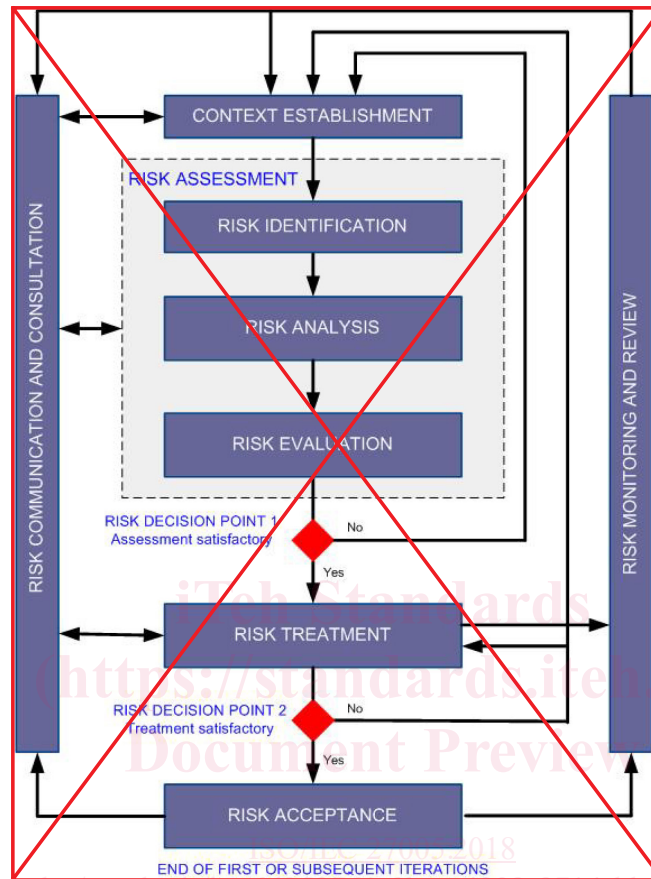 CONTEXT ESTABLISHMENT
RISK ASSESSMENT
RISK IDENTIFICATION
RISK ANALYSIS
RISK EVALUATION
RISK COMMUNICATION AND CONSULTATION
RISK MONITORING AND REVIEW
RISK DECISION POINT 1
Assessment satisfactory
No
Yes
iTeh Standards
RISK TREATMENT
(https://standards.iteh.
RISK DECISION POINT 2
Treatment satisfactory
No
Yes
Document Preview
RISK ACCEPTANCE
ISO/IEC 27005:2018
END OF FIRST OR SUBSEQUENT ITERATIONS